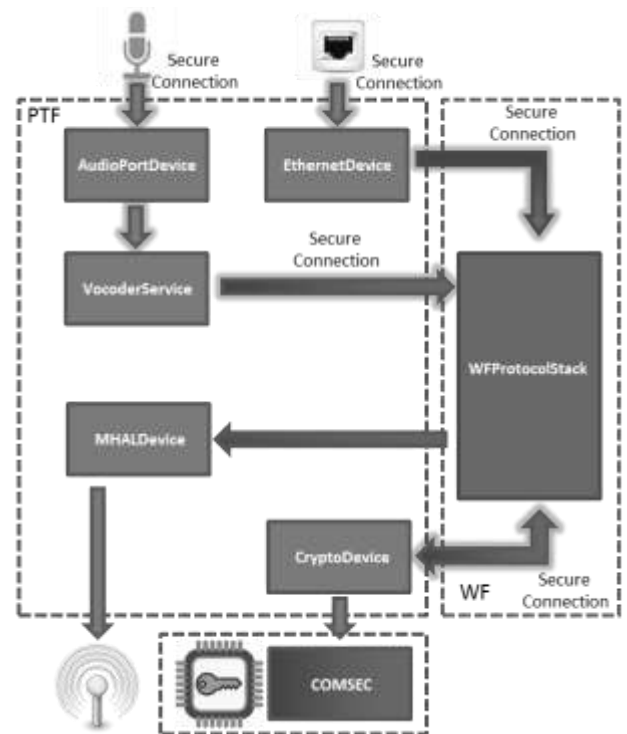 Secure
Connection
Secure
Connection
PTF
Secure
Connection
AudioPortDevice
EthernetDevice
Secure
Connection
VocoderService
WFProtocolStack
MHALDevice
CryptoDevice
WF
Secure
Connection
COMSEC